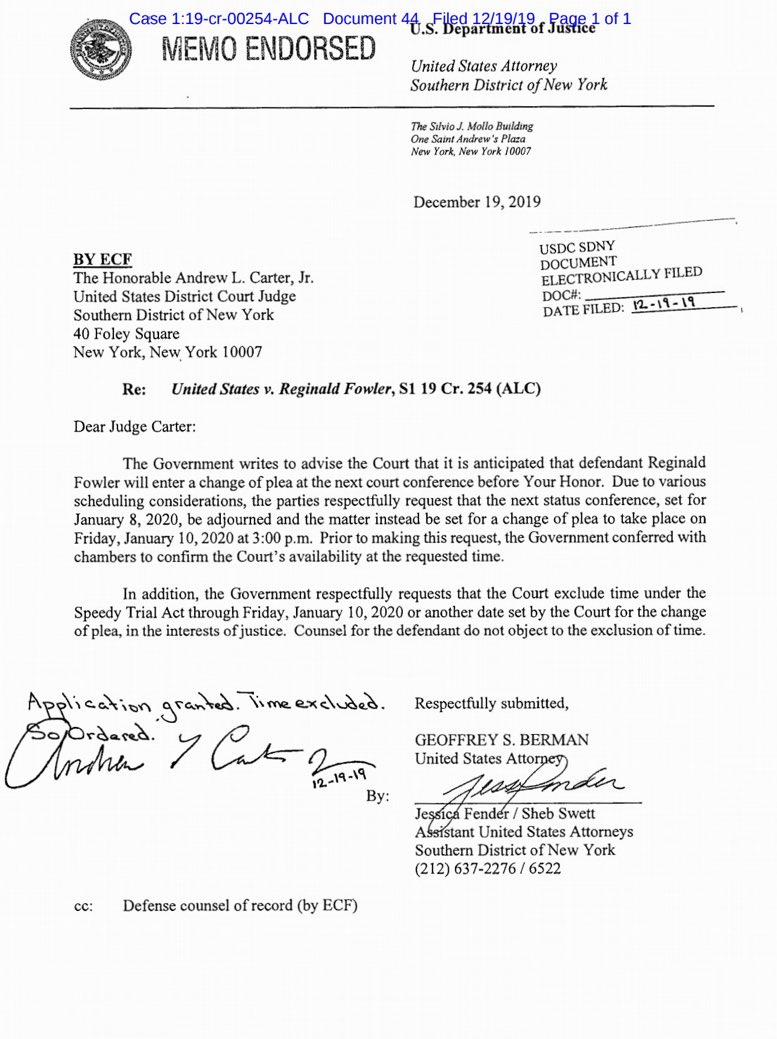 Case 1:19-cr-00254-ALC Document 44 Filed 12/19/19 Page 1 of 1
MEMO ENDORSED
U.S. Department of Justice
United States Attorney
Southern District of New York
The Silvio J. Mollo Building
One Saint Andrew's Plaza
New York, New York 10007
December 19, 2019
USDC SDNY
DOCUMENT
ELECTRONICALLY FILED
DOC#:
DATE FILED: 12-19-19
BY ECF
The Honorable Andrew L. Carter, Jr.
United States District Court Judge
Southern District of New York
40 Foley Square
New York, New York 10007
Re: United States v. Reginald Fowler, S1 19 Cr. 254 (ALC)
Dear Judge Carter:
The Government writes to advise the Court that it is anticipated that defendant Reginald
Fowler will enter a change of plea at the next court conference before Your Honor. Due to various
scheduling considerations, the parties respectfully request that the next status conference, set for
January 8, 2020, be adjourned and the matter instead be set for a change of plea to take place on
Friday, January 10, 2020 at 3:00 p.m. Prior to making this request, the Government conferred with
chambers to confirm the Court's availability at the requested time.
In addition, the Government respectfully requests that the Court exclude time under the
Speedy Trial Act through Friday, January 10, 2020 or another date set by the Court for the change
of plea, in the interests of justice. Counsel for the defendant do not object to the exclusion of time.
Application granted. Time excluded.
So Ordered.
12-19-19
Respectfully submitted,
GEOFFREY S. BERMAN
United States Attorney
By:
Jessica Fender / Sheb Swett
Assistant United States Attorneys
Southern District of New York
(212) 637-2276 / 6522
cc: Defense counsel of record (by ECF)